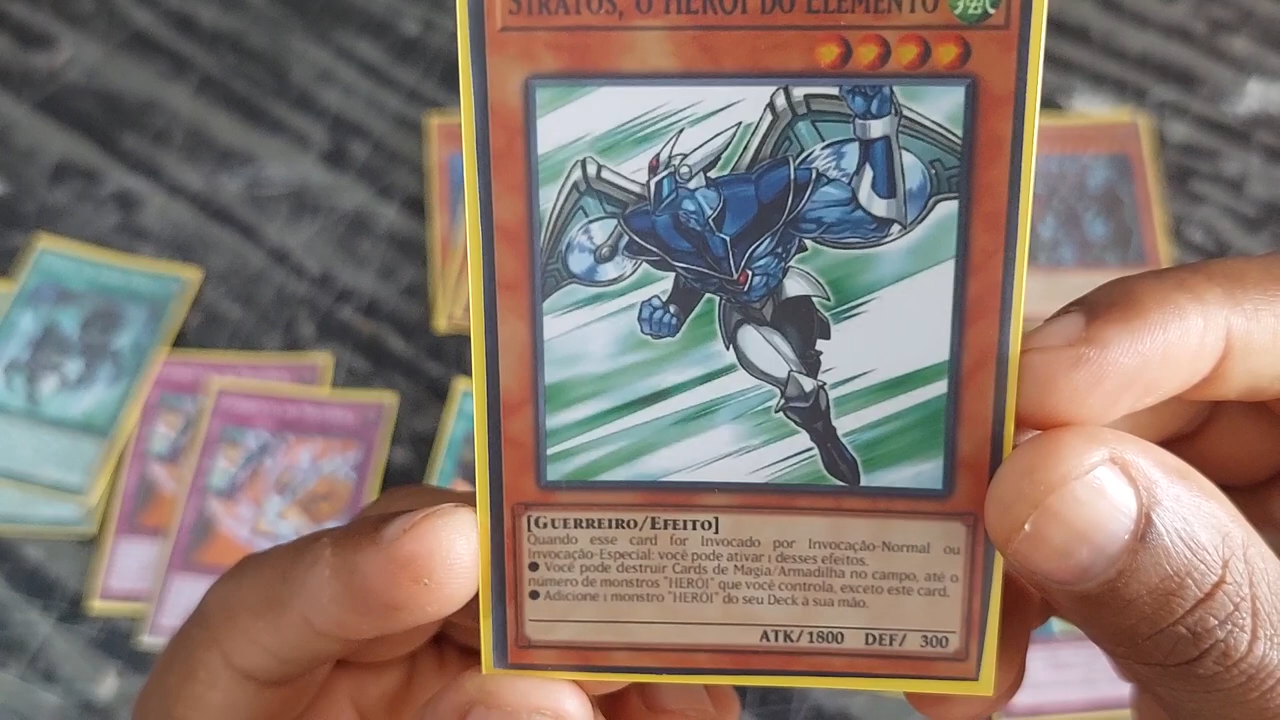 STRATOS, O HERÓI DO ELEMENTO
[GUERREIRO/EFEITO]
Quando esse card for Invocado por Invocação-Normal ou
Invocação-Especial: você pode ativar 1 desses efeitos.
● Você pode destruir Cards de Magia/Armadilha no campo, até o
número de monstros "HERÓI" que você controla, exceto este card.
● Adicione 1 monstro "HERÓI" do seu Deck à sua mão.
ATK/1800 DEF/ 300